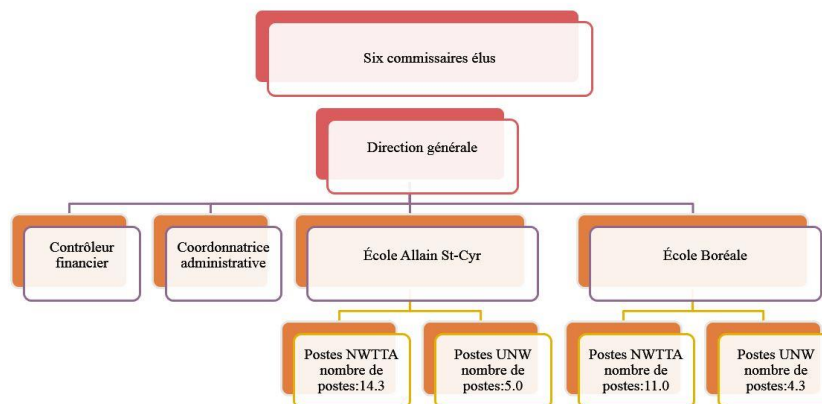 Six commissaires élus
Direction générale
Contrôleur
financier
Coordonnatrice
administrative
École Allain St-Cyr
École Boréale
Postes NWTTA
nombre de
postes:14.3
Postes UNW
nombre de
postes:5.0
Postes NWTTA
nombre de
postes:11.0
Postes UNW
nombre de
postes:4.3